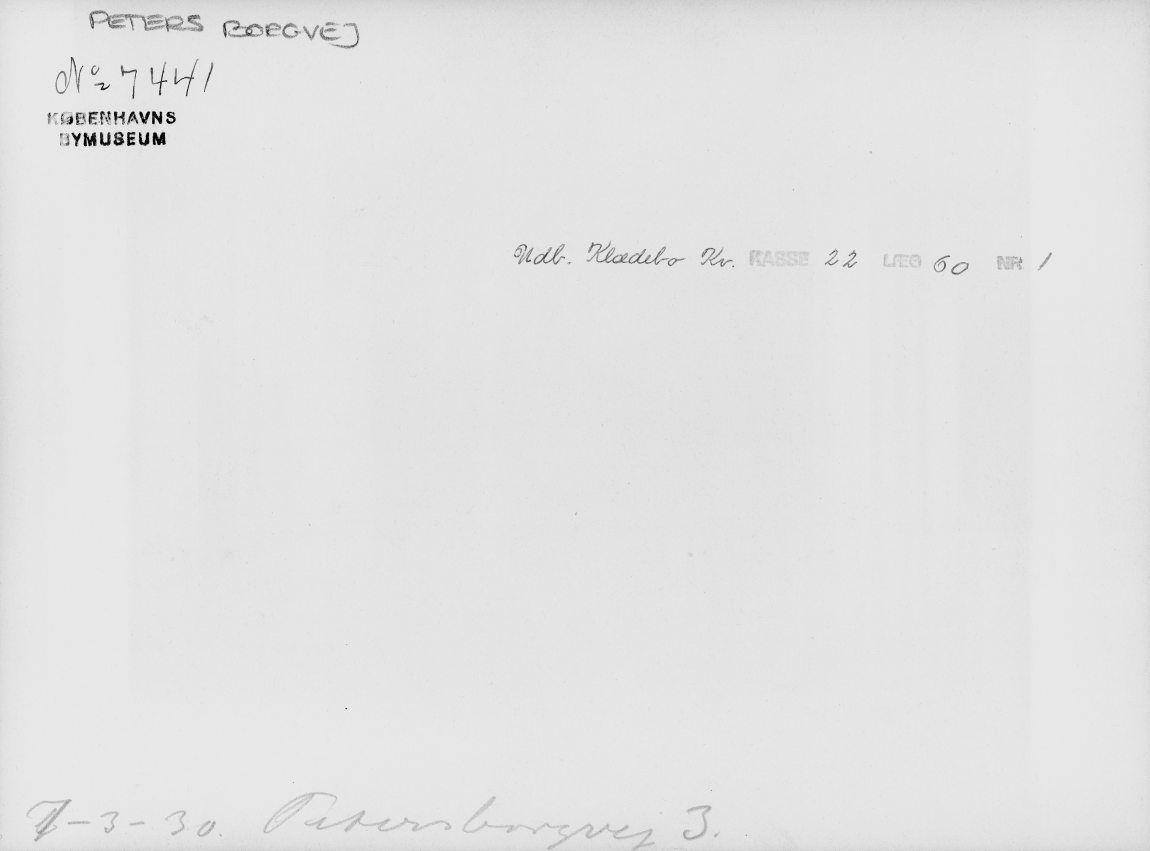 PETERS BORGVEJ
No 7441
KØBENHAVNS
BYMUSEUM
Udb. Klædebo Kv. KASSE 22 LÆG 60 NR 1
7-3-30. Petersborgvej 3.